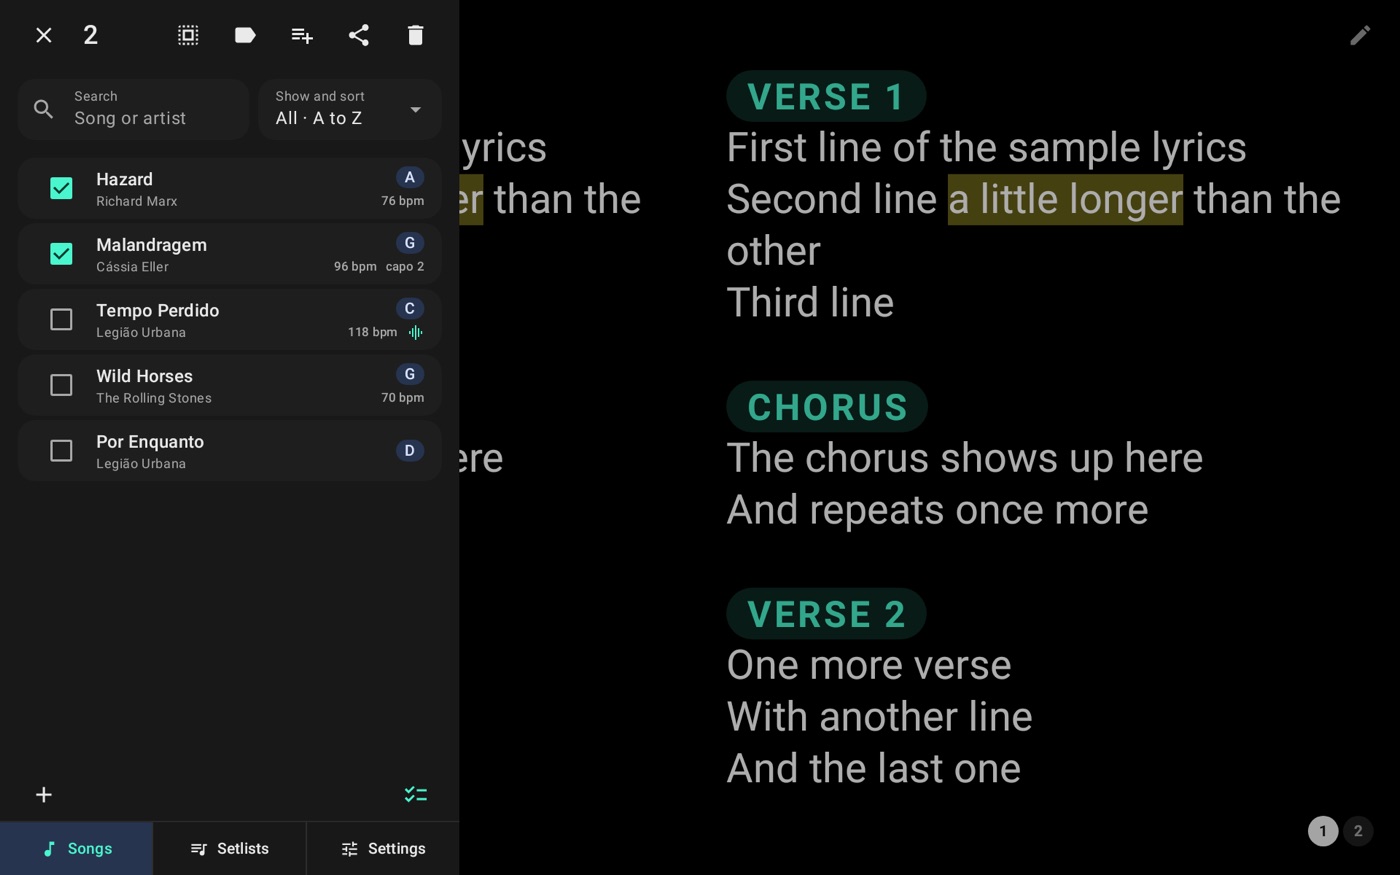 2
Search
Song or artist
Show and sort
All · A to Z
Hazard
Richard Marx
A
76 bpm
Malandragem
Cássia Eller
G
96 bpm capo 2
Tempo Perdido
Legião Urbana
C
118 bpm
Wild Horses
The Rolling Stones
G
70 bpm
Por Enquanto
Legião Urbana
D
Songs
Setlists
Settings
yrics
er than the
ere
VERSE 1
First line of the sample lyrics
Second line a little longer than the
other
Third line
CHORUS
The chorus shows up here
And repeats once more
VERSE 2
One more verse
With another line
And the last one
1 2